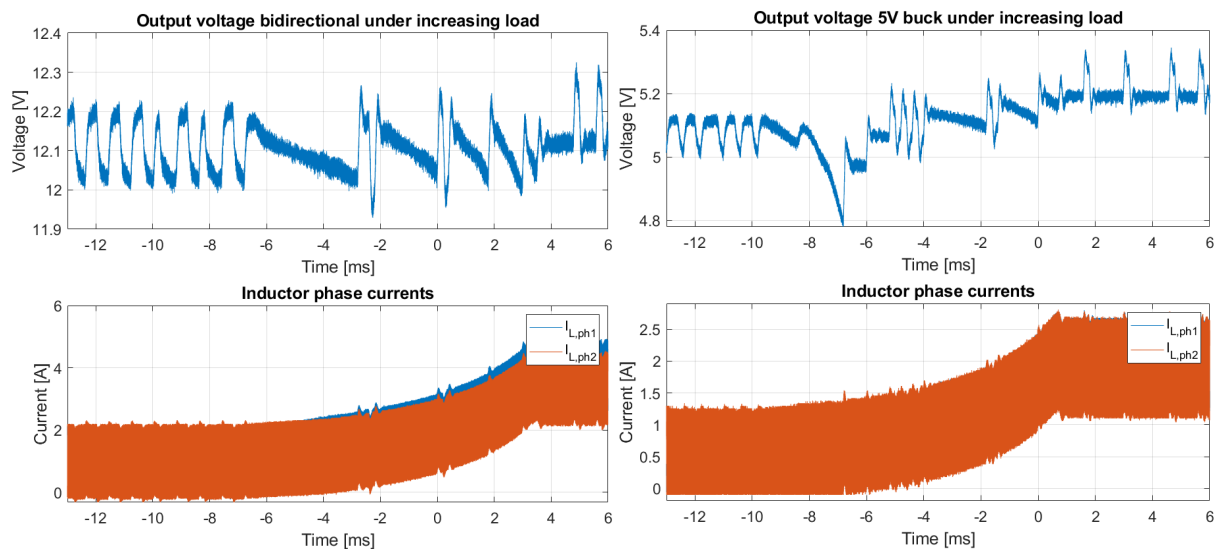 Output voltage bidirectional under increasing load
12.4
12.3
12.2
12.1
12
11.9
Voltage [V]
-12 -10 -8 -6 -4 -2 0 2 4 6
Time [ms]
Output voltage 5V buck under increasing load
5.4
5.2
5
4.8
Voltage [V]
-12 -10 -8 -6 -4 -2 0 2 4 6
Time [ms]
Inductor phase currents
6
4
2
0
Current [A]
I_L,ph1
I_L,ph2
-12 -10 -8 -6 -4 -2 0 2 4 6
Time [ms]
Inductor phase currents
2.5
2
1.5
1
0.5
0
Current [A]
I_L,ph1
I_L,ph2
-12 -10 -8 -6 -4 -2 0 2 4 6
Time [ms]